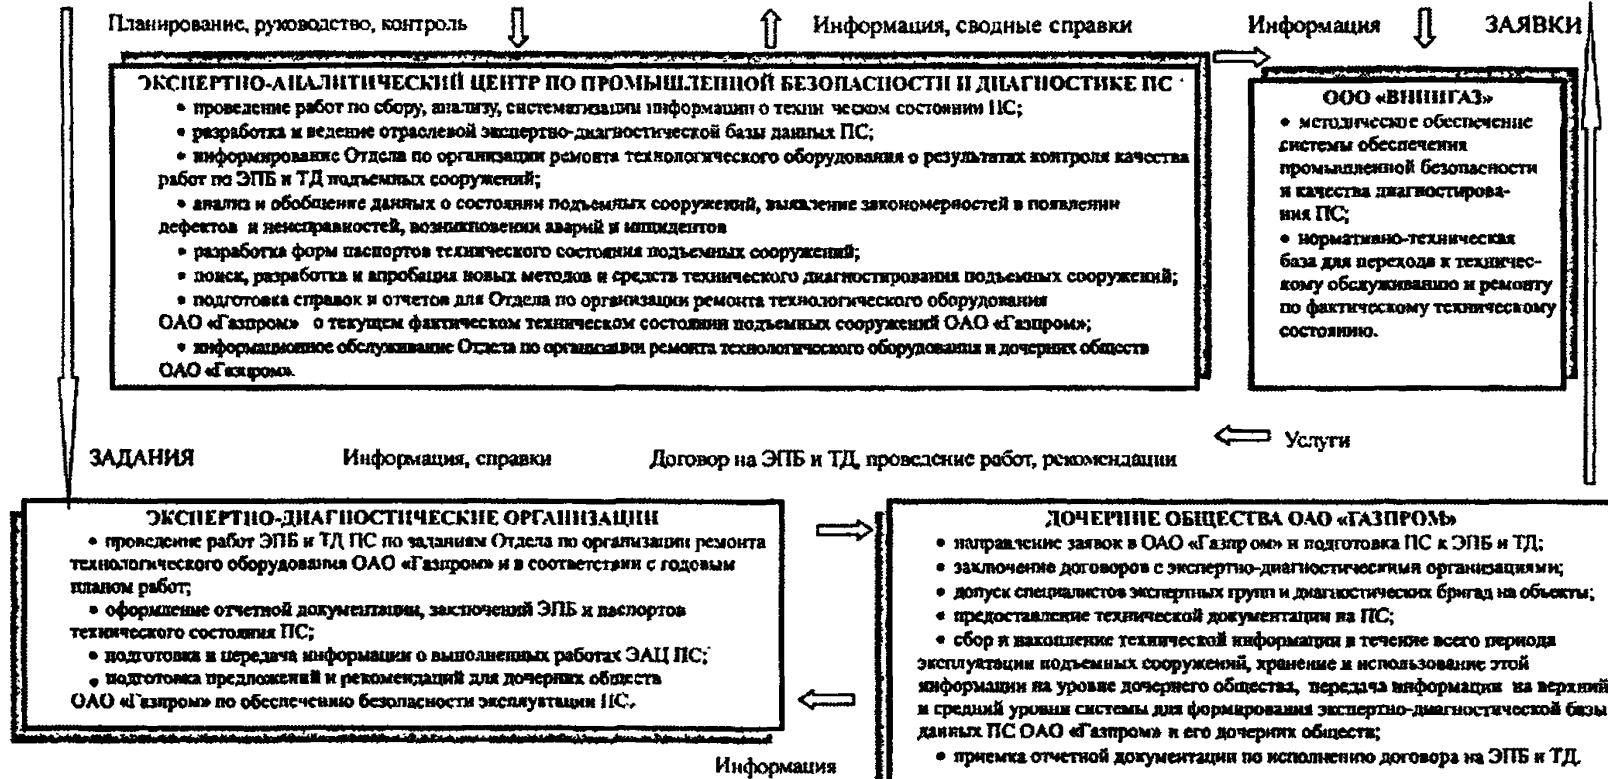 Планирование, руководство, контроль
Информация, сводные справки
Информация
ЗАЯВКИ
ЭКСПЕРТНО-АНАЛИТИЧЕСКИЙ ЦЕНТР ПО ПРОМЫШЛЕННОЙ БЕЗОПАСНОСТИ И ДИАГНОСТИКЕ ПС
• проведение работ по сбору, анализу, систематизации информации о техни ческом состоянии ПС;
• разработка и ведение отраслевой экспертно-диагностической базы данных ПС;
• информирование Отдела по организации ремонта технологического оборудования о результатах контроля качества
работ по ЭПБ и ТД подъемных сооружений;
• анализ и обобщение данных о состоянии подъемных сооружений, выявление закономерностей в появлении
дефектов и неисправностей, возникновении аварий и инцидентов
• разработка форм паспортов технического состояния подъемных сооружений;
• поиск, разработка и апробация новых методов и средств технического диагностирования подъемных сооружений;
• подготовка справок и отчетов для Отдела по организации ремонта технологического оборудования
ОАО «Газпром» о текущем фактическом техническом состоянии подъемных сооружений ОАО «Газпром»;
• информационное обслуживание Отдела по организации ремонта технологического оборудования и дочерних обществ
ОАО «Газпром».
ООО «ВНИИГАЗ»
• методическое обеспечение
системы обеспечения
промышленной безопасности
и качества диагностирова-
ния ПС;
• нормативно-техническая
база для перехода к техничес-
кому обслуживанию и ремонту
по фактическому техническому
состоянию.
Услуги
ЗАДАНИЯ
Информация, справки
Договор на ЭПБ и ТД, проведение работ, рекомендации
ЭКСПЕРТНО-ДИАГНОСТИЧЕСКИЕ ОРГАНИЗАЦИИ
• проведение работ ЭПБ и ТД ПС по заданиям Отдела по организации ремонта
технологического оборудования ОАО «Газпром» и в соответствии с годовым
планом работ;
• оформление отчетной документации, заключений ЭПБ и паспортов
технического состояния ПС;
• подготовка и передача информации о выполненных работах ЭАЦ ПС;
• подготовка предложений и рекомендаций для дочерних обществ
ОАО «Газпром» по обеспечению безопасности эксплуатации ПС.
ДОЧЕРНИЕ ОБЩЕСТВА ОАО «ГАЗПРОМ»
• направление заявок в ОАО «Газпром» и подготовка ПС к ЭПБ и ТД;
• заключение договоров с экспертно-диагностическими организациями;
• допуск специалистов экспертных групп и диагностических бригад на объекты;
• предоставление технической документации на ПС;
• сбор и накопление технической информации в течение всего периода
эксплуатации подъемных сооружений, хранение и использование этой
информации на уровне дочернего общества, передача информации на верхний
и средний уровни системы для формирования экспертно-диагностической базы
данных ПС ОАО «Газпром» и его дочерних обществ;
• приемка отчетной документации по исполнению договора на ЭПБ и ТД.
Информация